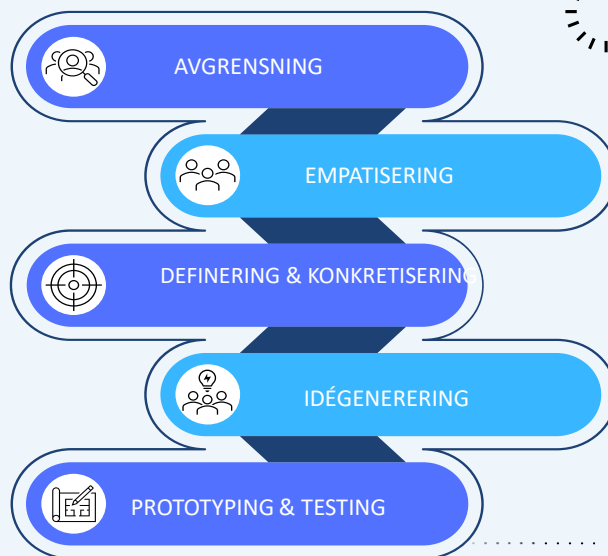 AVGRENSNING
EMPATISERING
DEFINERING & KONKRETISERING
IDÉGENERERING
PROTOTYPING & TESTING